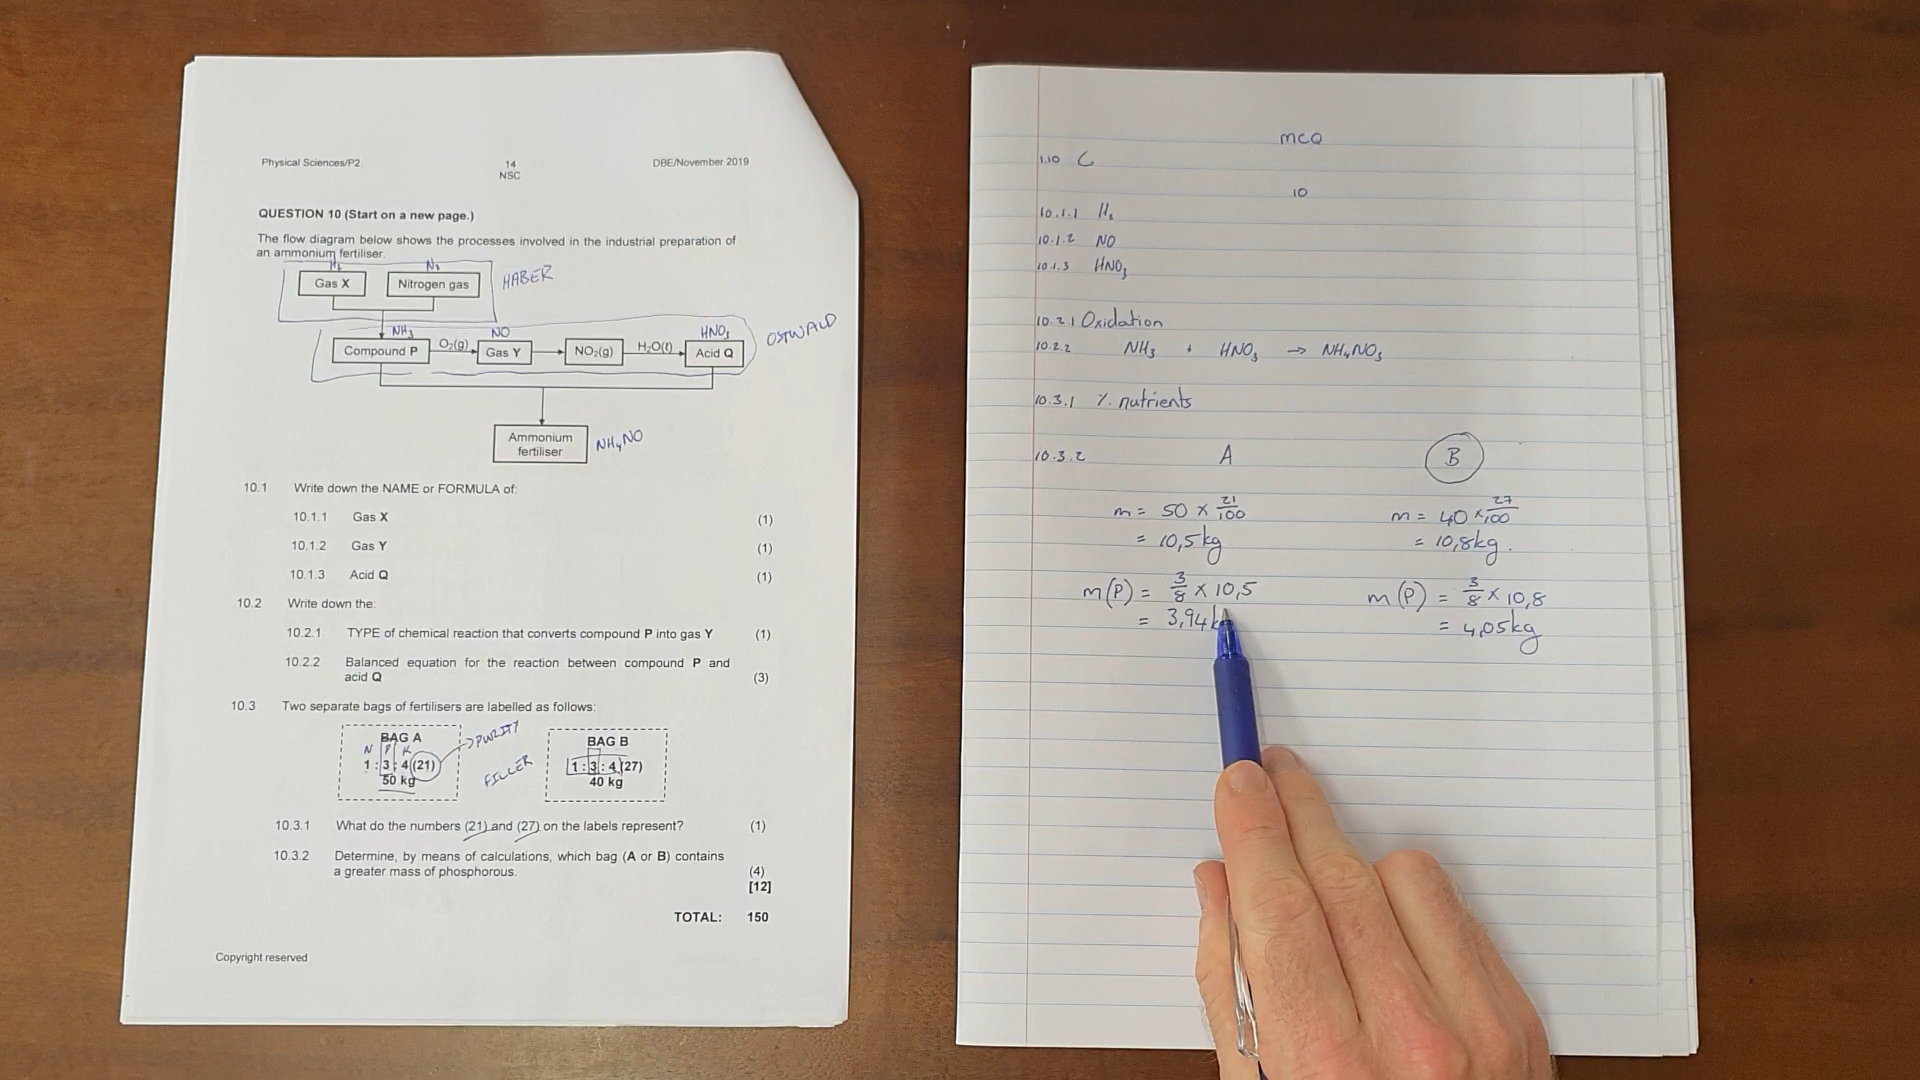 Physical Sciences/P2 14 DBE/November 2019
NSC
QUESTION 10 (Start on a new page.)
The flow diagram below shows the processes involved in the industrial preparation of
an ammonium fertiliser.
H₂ N₂
Gas X Nitrogen gas HABER
NH₃ NO HNO₃ OSTWALD
Compound P O₂(g) Gas Y NO₂(g) H₂O(ℓ) Acid Q
Ammonium
fertiliser NH₄NO
10.1 Write down the NAME or FORMULA of:
10.1.1 Gas X (1)
10.1.2 Gas Y (1)
10.1.3 Acid Q (1)
10.2 Write down the:
10.2.1 TYPE of chemical reaction that converts compound P into gas Y (1)
10.2.2 Balanced equation for the reaction between compound P and
acid Q (3)
10.3 Two separate bags of fertilisers are labelled as follows:
BAG A
N P K
1 : 3 : 4 (21)
50 kg
PURITY
FILLER
BAG B
1 : 3 : 4 (27)
40 kg
10.3.1 What do the numbers (21) and (27) on the labels represent? (1)
10.3.2 Determine, by means of calculations, which bag (A or B) contains
a greater mass of phosphorous. (4)
[12]
TOTAL: 150
Copyright reserved
MCQ
1.10 C
10
10.1.1 H₂
10.1.2 NO
10.1.3 HNO₃
10.2.1 Oxidation
10.2.2 NH₃ + HNO₃ → NH₄NO₃
10.3.1 % nutrients
10.3.2 A B
m = 50 × 21/100
= 10,5kg
m(P) = 3/8 × 10,5
= 3,94k
m = 40 × 27/100
= 10,8kg.
m(P) = 3/8 × 10,8
= 4,05kg